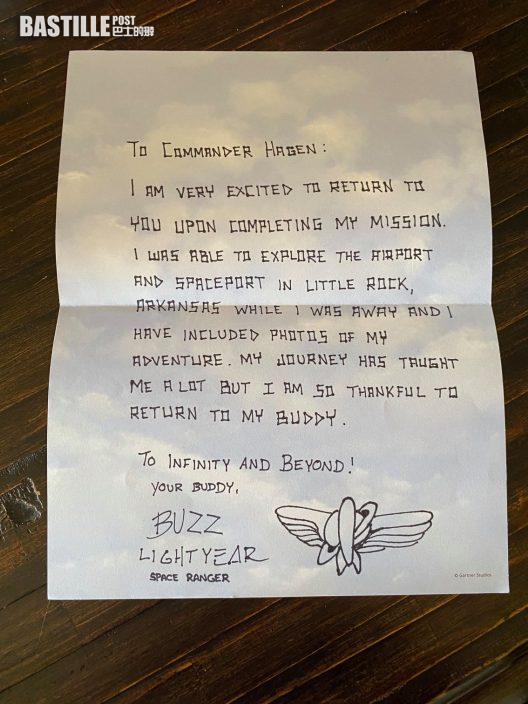 BASTILLE POST
巴士的報
TO COMMANDER HAGEN:
I AM VERY EXCITED TO RETURN TO
YOU UPON COMPLETING MY MISSION.
I WAS ABLE TO EXPLORE THE AIRPORT
AND SPACEPORT IN LITTLE ROCK,
ARKANSAS WHILE I WAS AWAY AND I
HAVE INCLUDED PHOTOS OF MY
ADVENTURE. MY JOURNEY HAS TAUGHT
ME A LOT BUT I AM SO THANKFUL TO
RETURN TO MY BUDDY.
TO INFINITY AND BEYOND!
YOUR BUDDY,
BUZZ
LIGHTYEAR
SPACE RANGER
© Gartner Studios